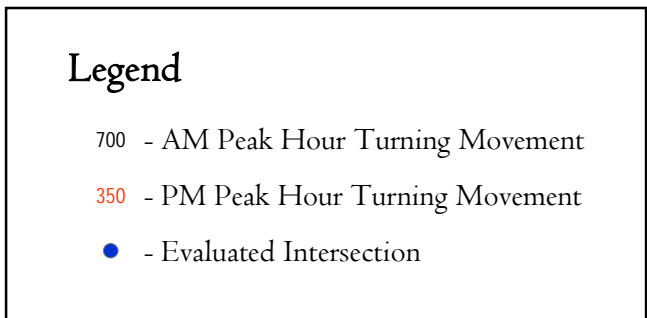 Legend
700 - AM Peak Hour Turning Movement
350 - PM Peak Hour Turning Movement
- Evaluated Intersection